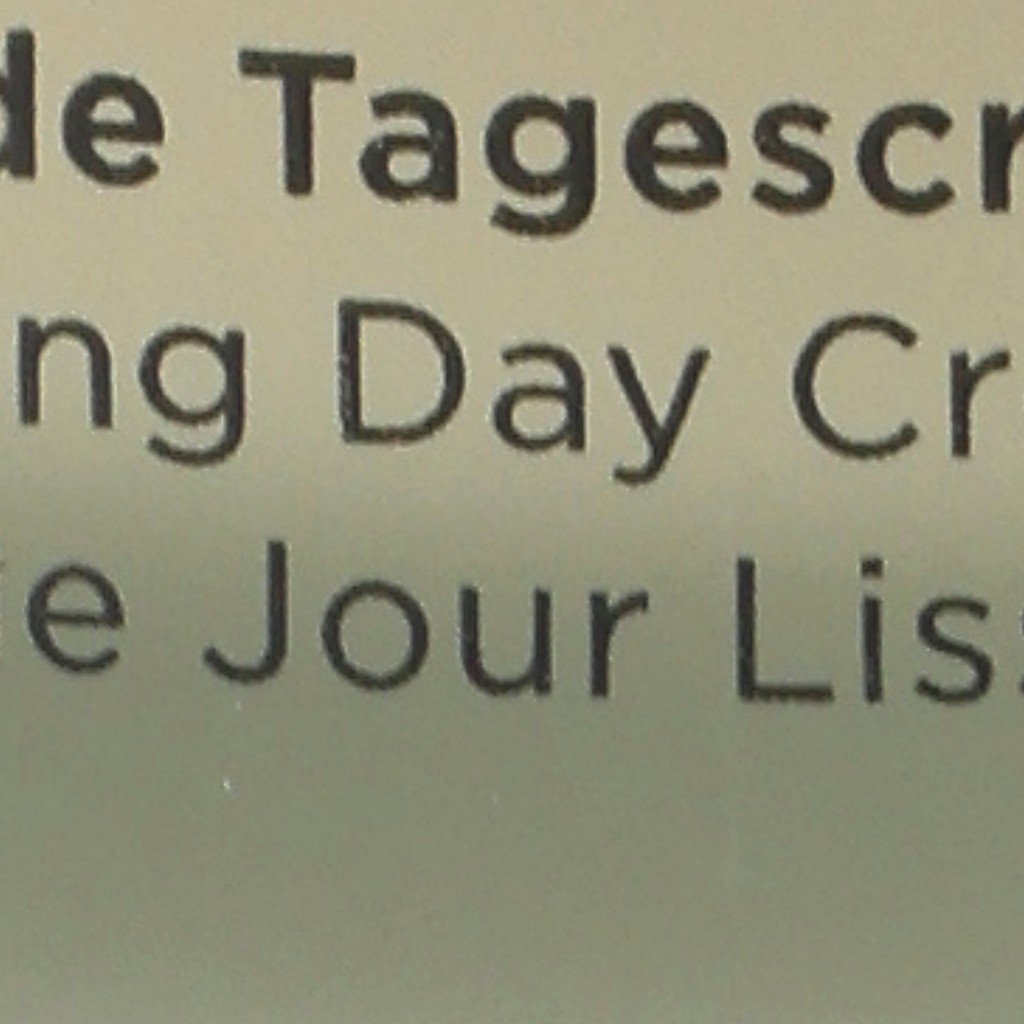 de Tagescr
ng Day Cr
e Jour Lis